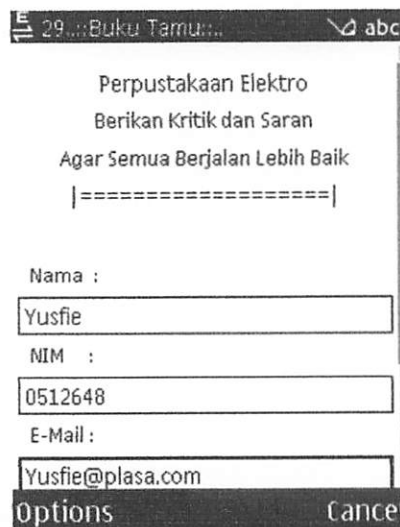 E 29..::Buku Tamu::.. abc
Perpustakaan Elektro
Berikan Kritik dan Saran
Agar Semua Berjalan Lebih Baik
|===================|
Nama :
Yusfie
NIM :
0512648
E-Mail :
Yusfie@plasa.com
Options Cance